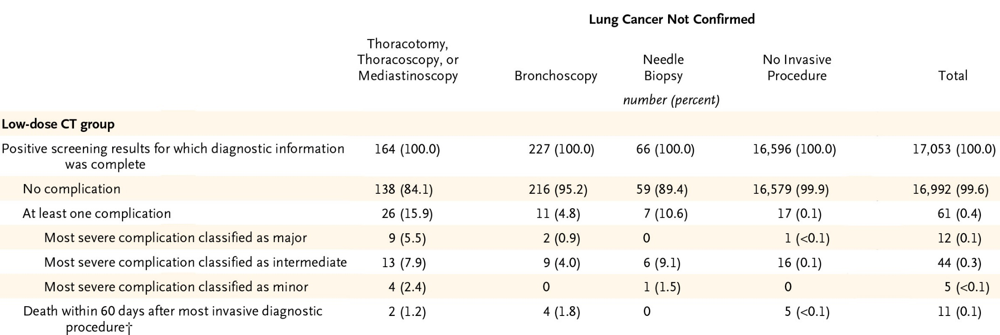 Lung Cancer Not Confirmed
Thoracotomy,
Thoracoscopy, or
Mediastinoscopy
Bronchoscopy
Needle
Biopsy
No Invasive
Procedure
Total
number (percent)
Low-dose CT group
Positive screening results for which diagnostic information 164 (100.0) 227 (100.0) 66 (100.0) 16,596 (100.0) 17,053 (100.0)
was complete
No complication 138 (84.1) 216 (95.2) 59 (89.4) 16,579 (99.9) 16,992 (99.6)
At least one complication 26 (15.9) 11 (4.8) 7 (10.6) 17 (0.1) 61 (0.4)
Most severe complication classified as major 9 (5.5) 2 (0.9) 0 1 (<0.1) 12 (0.1)
Most severe complication classified as intermediate 13 (7.9) 9 (4.0) 6 (9.1) 16 (0.1) 44 (0.3)
Most severe complication classified as minor 4 (2.4) 0 1 (1.5) 0 5 (<0.1)
Death within 60 days after most invasive diagnostic 2 (1.2) 4 (1.8) 0 5 (<0.1) 11 (0.1)
procedure†